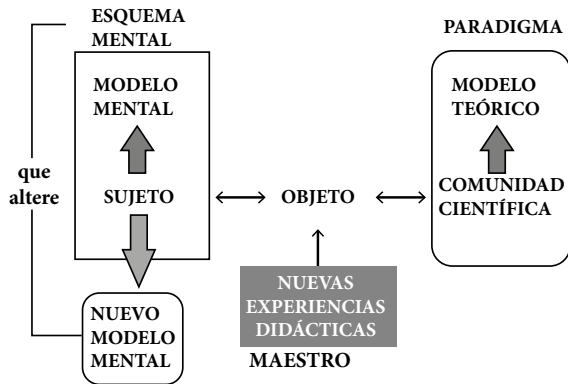 ESQUEMA
MENTAL
MODELO
MENTAL
que
altere
SUJETO
NUEVO
MODELO
MENTAL
OBJETO
NUEVAS
EXPERIENCIAS
DIDÁCTICAS
MAESTRO
PARADIGMA
MODELO
TEÓRICO
COMUNIDAD
CIENTÍFICA